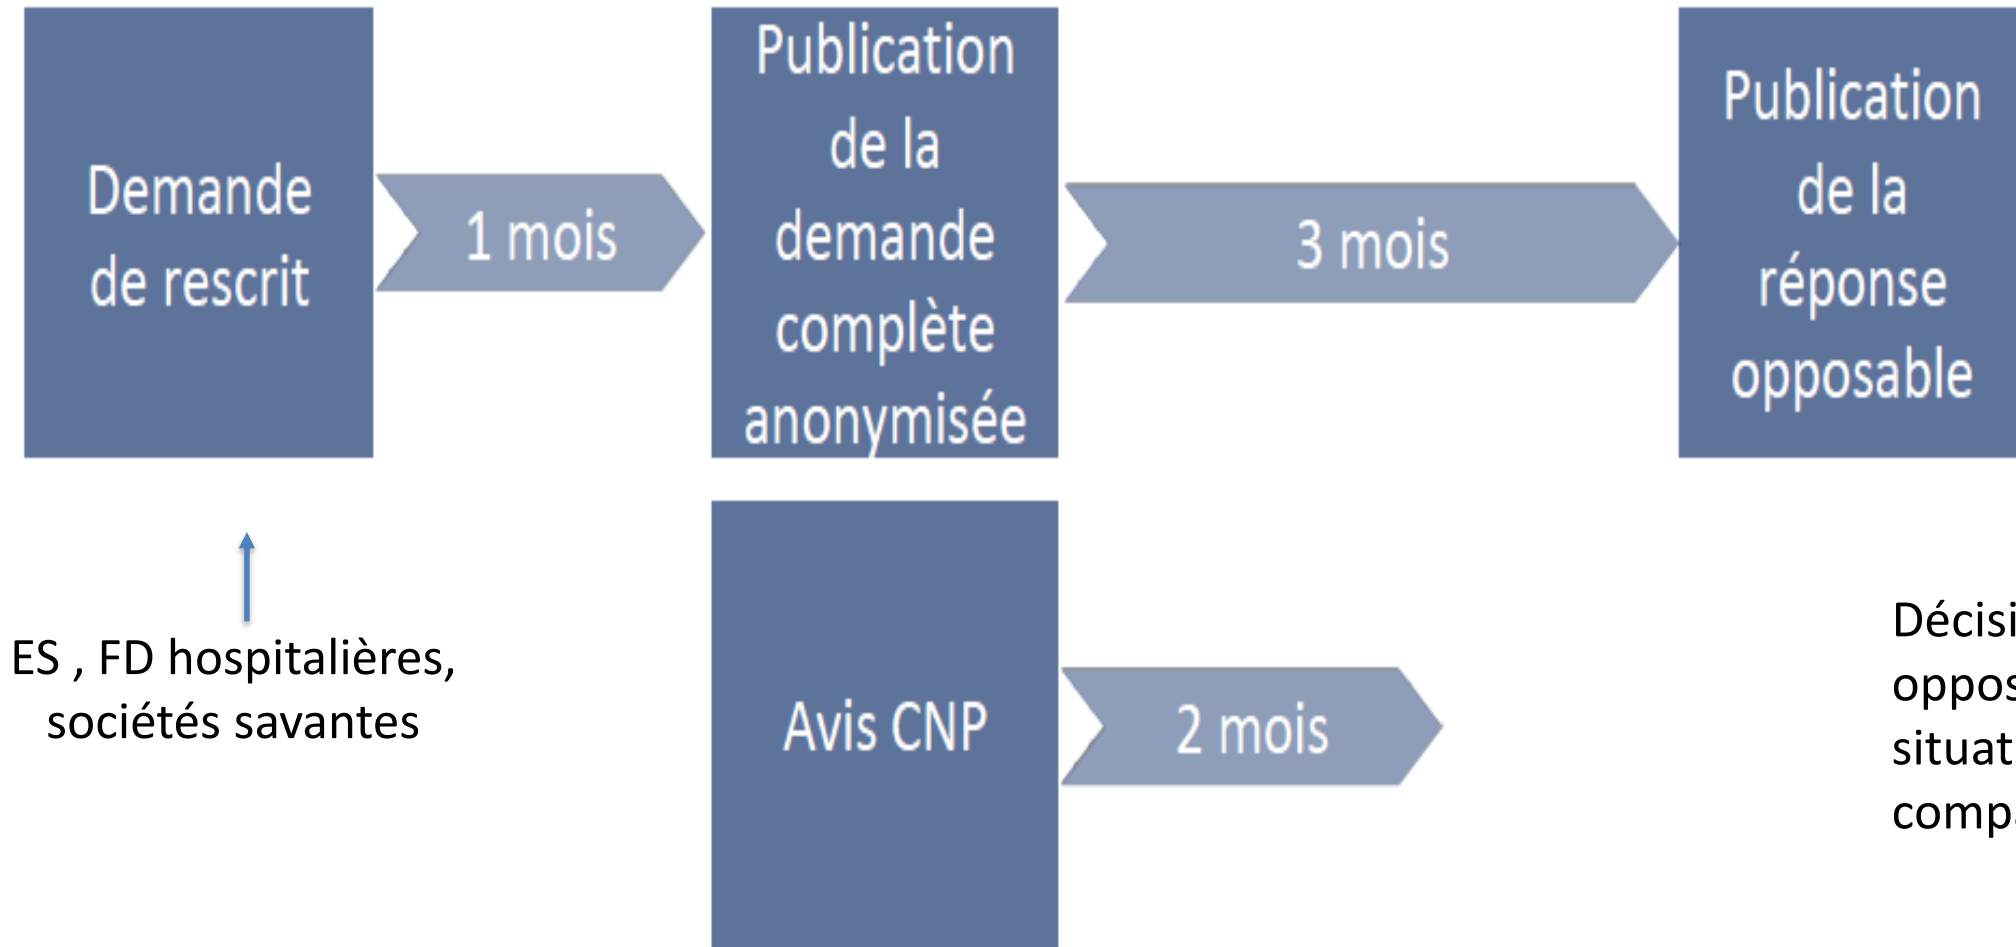 Demande
de rescrit
1 mois
Publication
de la
demande
complète
anonymisée
3 mois
Publication
de la
réponse
opposable
ES , FD hospitalières,
sociétés savantes
Avis CNP
2 mois